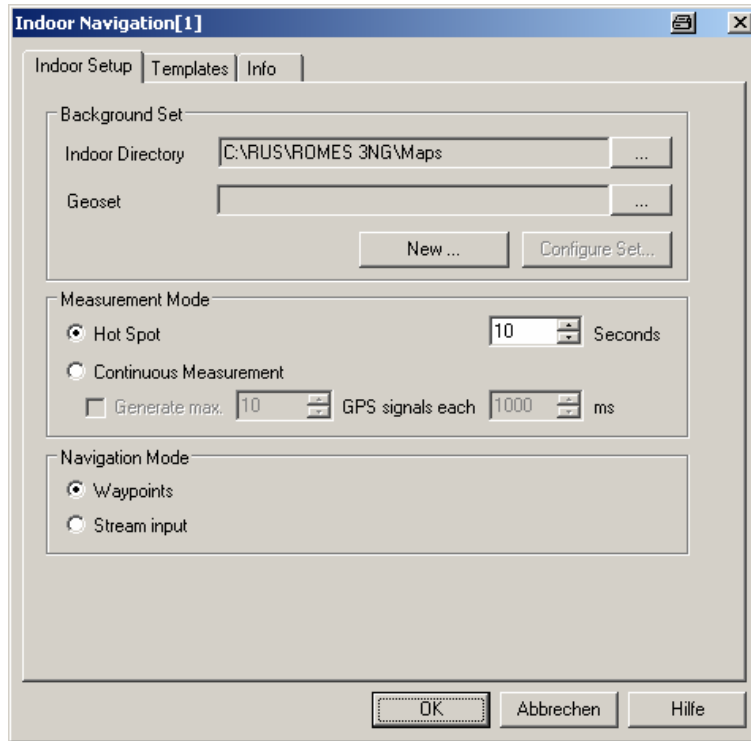 Indoor Navigation[1]
Indoor Setup Templates Info
Background Set
Indoor Directory C:\RUS\ROMES 3NG\Maps ...
Geoset ...
New ... Configure Set...
Measurement Mode
Hot Spot 10 Seconds
Continuous Measurement
Generate max. 10 GPS signals each 1000 ms
Navigation Mode
Waypoints
Stream input
OK Abbrechen Hilfe